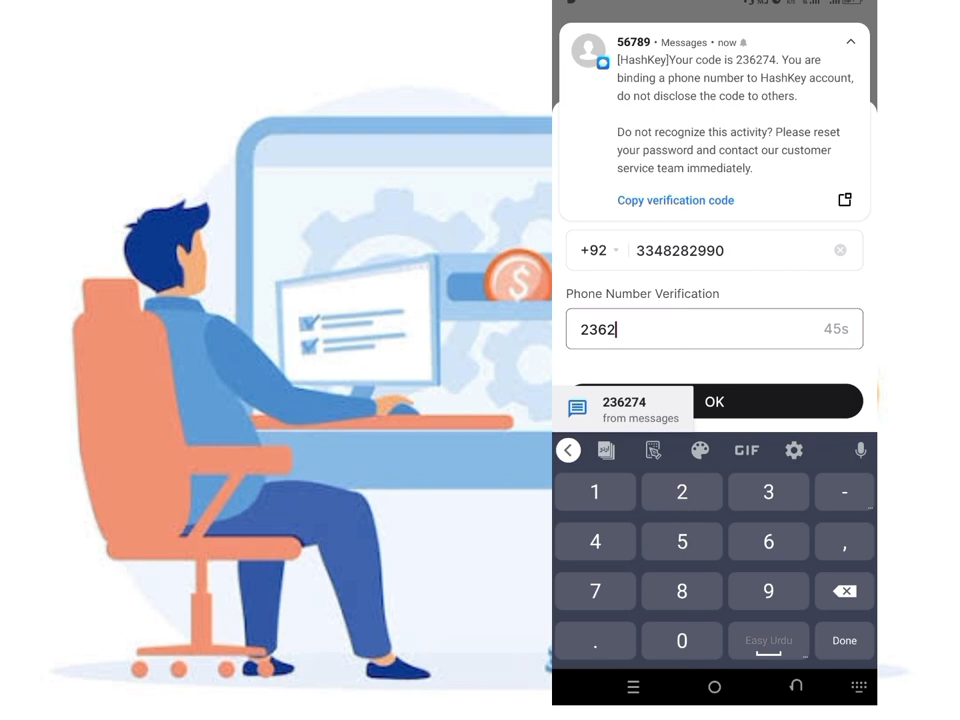 56789 • Messages • now
[HashKey]Your code is 236274. You are
binding a phone number to HashKey account,
do not disclose the code to others.
Do not recognize this activity? Please reset
your password and contact our customer
service team immediately.
Copy verification code
+92 3348282990
Phone Number Verification
2362 45s
OK
236274
from messages
GIF
1 2 3 -
4 5 6 ,
7 8 9
. 0 Easy Urdu Done